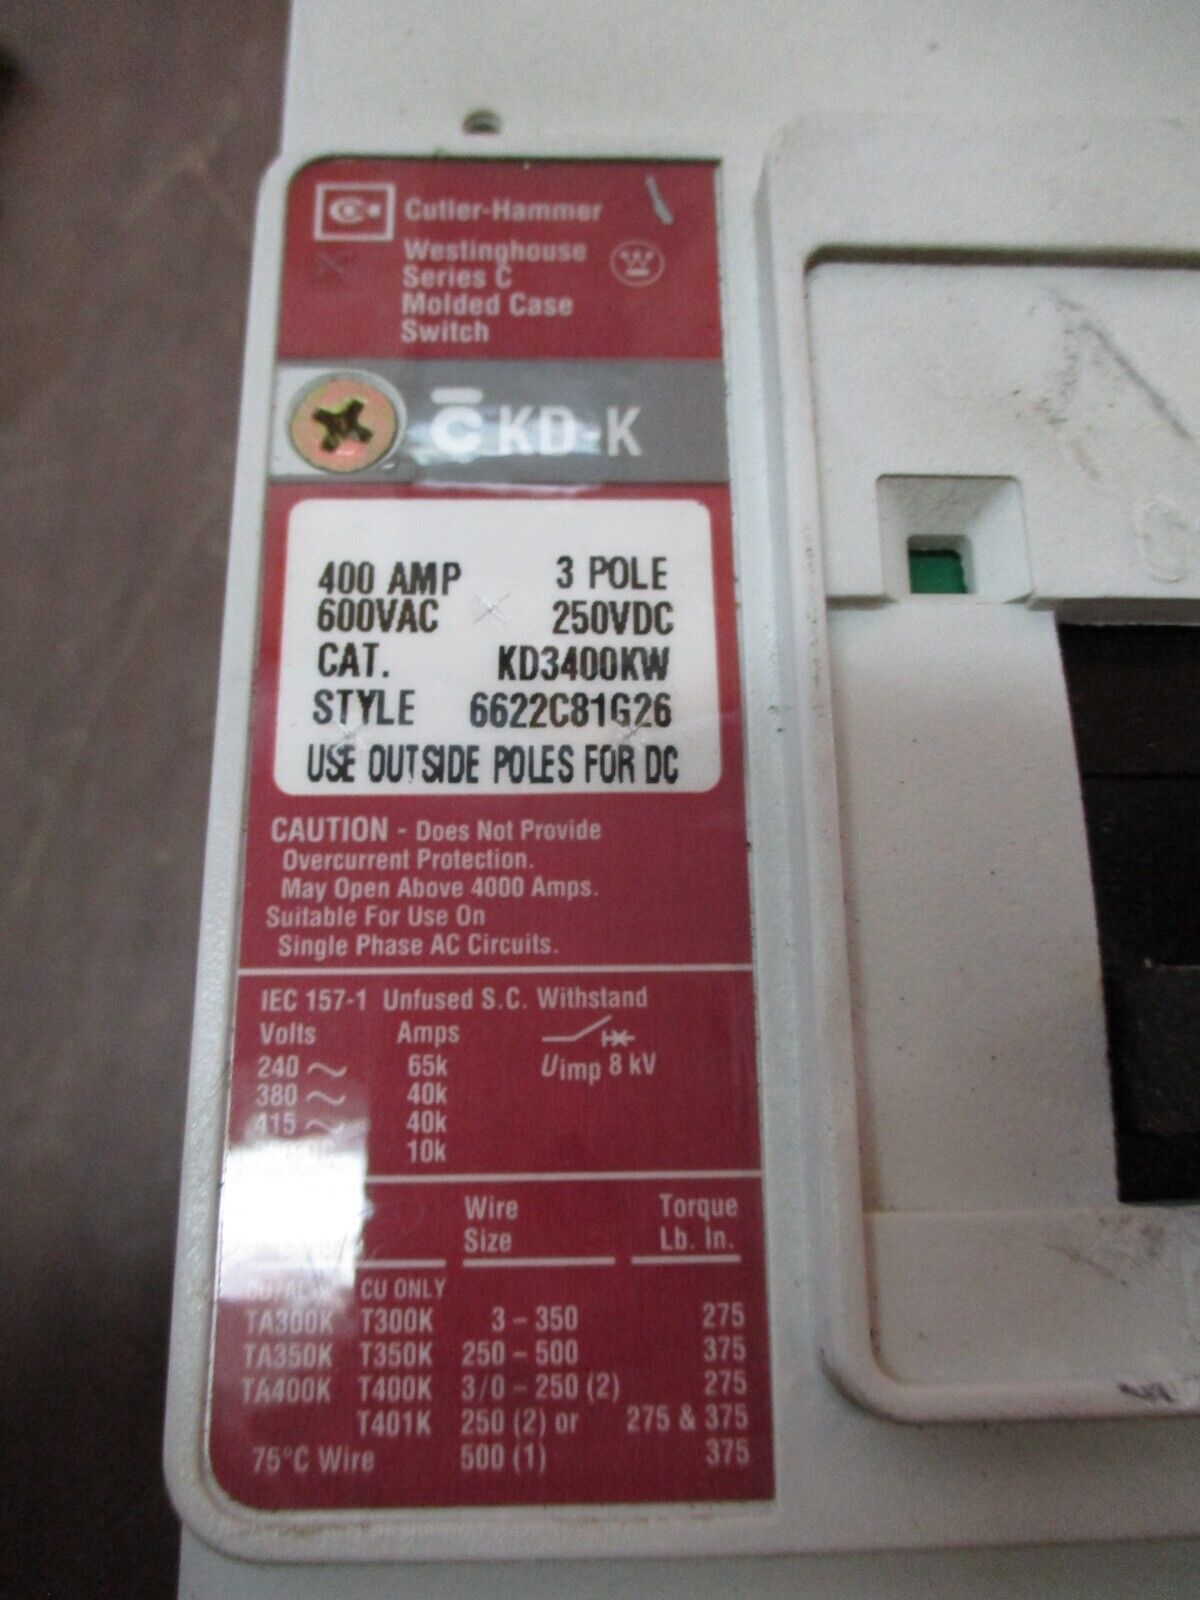 Cutler-Hammer
Westinghouse
Series C
Molded Case
Switch
C KD-K
400 AMP 3 POLE
600VAC 250VDC
CAT. KD3400KW
STYLE 6622C81G26
USE OUTSIDE POLES FOR DC
CAUTION - Does Not Provide
Overcurrent Protection.
May Open Above 4000 Amps.
Suitable For Use On
Single Phase AC Circuits.
IEC 157-1 Unfused S.C. Withstand
Volts Amps
240 ~ 65k Uimp 8 kV
380 ~ 40k
415 ~ 40k
10k
Wire Torque
Size Lb. In.
CU ONLY
TA300K T300K 3 - 350 275
TA350K T350K 250 - 500 375
TA400K T400K 3/0 - 250 (2) 275
T401K 250 (2) or 275 & 375
75°C Wire 500 (1) 375